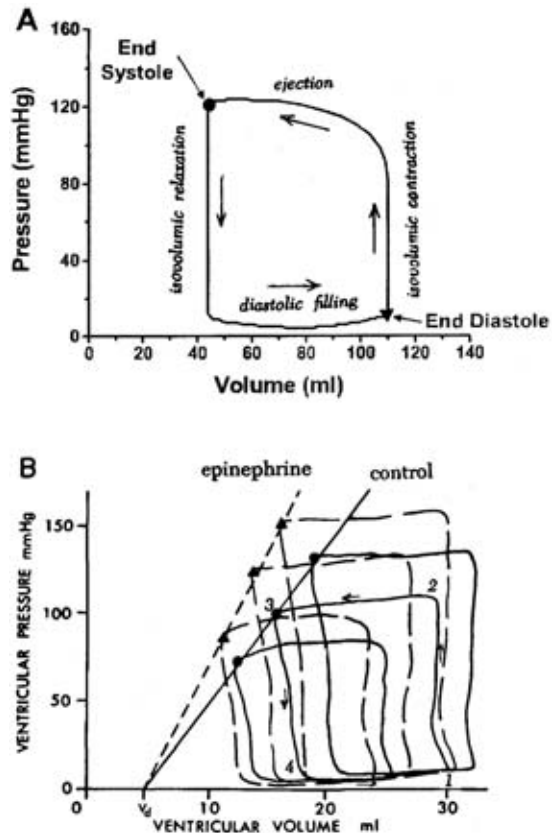 A
160
End
Systole
ejection
120
80
40
0
Pressure (mmHg)
isovolumic relaxation
isovolumic contraction
diastolic filling
End Diastole
0 20 40 60 80 100 120
Volume (ml)
B
epinephrine
control
150
100
50
0
VENTRICULAR PRESSURE mmHg
2
3
4
1
0 Vd 10 20 30
VENTRICULAR VOLUME ml